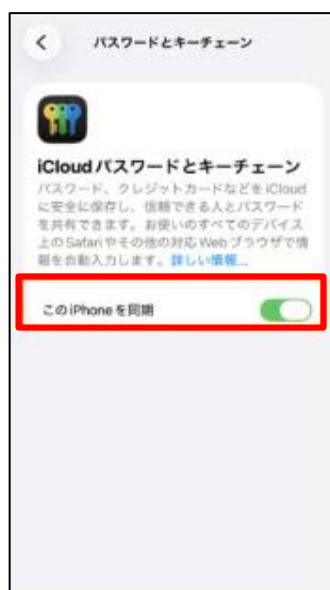 パスワードとキーチェーン
iCloud パスワードとキーチェーン
パスワード、クレジットカードなどを iCloud
に安全に保存し、信頼できる人とパスワード
を共有できます。お使いのすべてのデバイス
上の Safari やその他の対応 Web ブラウザで情
報を自動入力します。詳しい情報...
この iPhone を同期